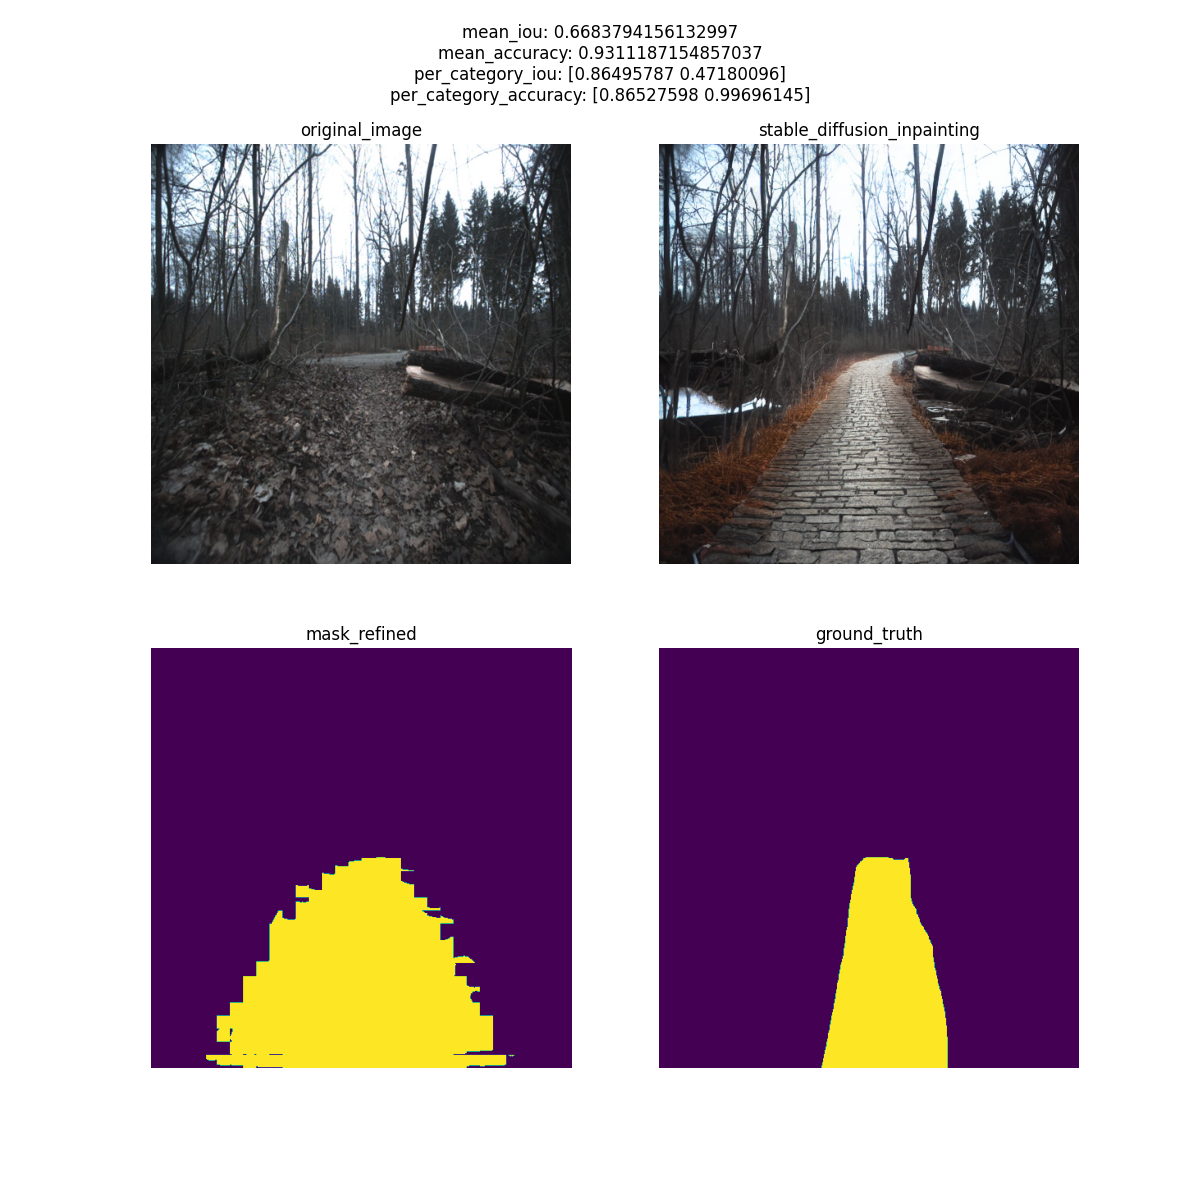 mean_iou: 0.6683794156132997
mean_accuracy: 0.9311187154857037
per_category_iou: [0.86495787 0.47180096]
per_category_accuracy: [0.86527598 0.99696145]
original_image
stable_diffusion_inpainting
mask_refined
ground_truth